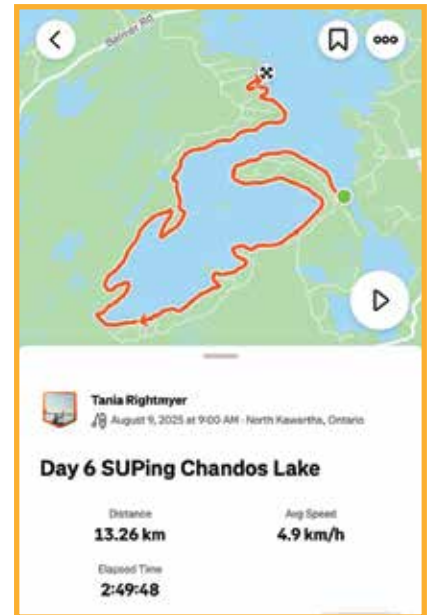 Balmer Rd
Tania Rightmyer
August 9, 2025 at 9:00 AM · North Kawartha, Ontario
Day 6 SUPing Chandos Lake
Distance
Avg Speed
13.26 km
4.9 km/h
Elapsed Time
2:49:48